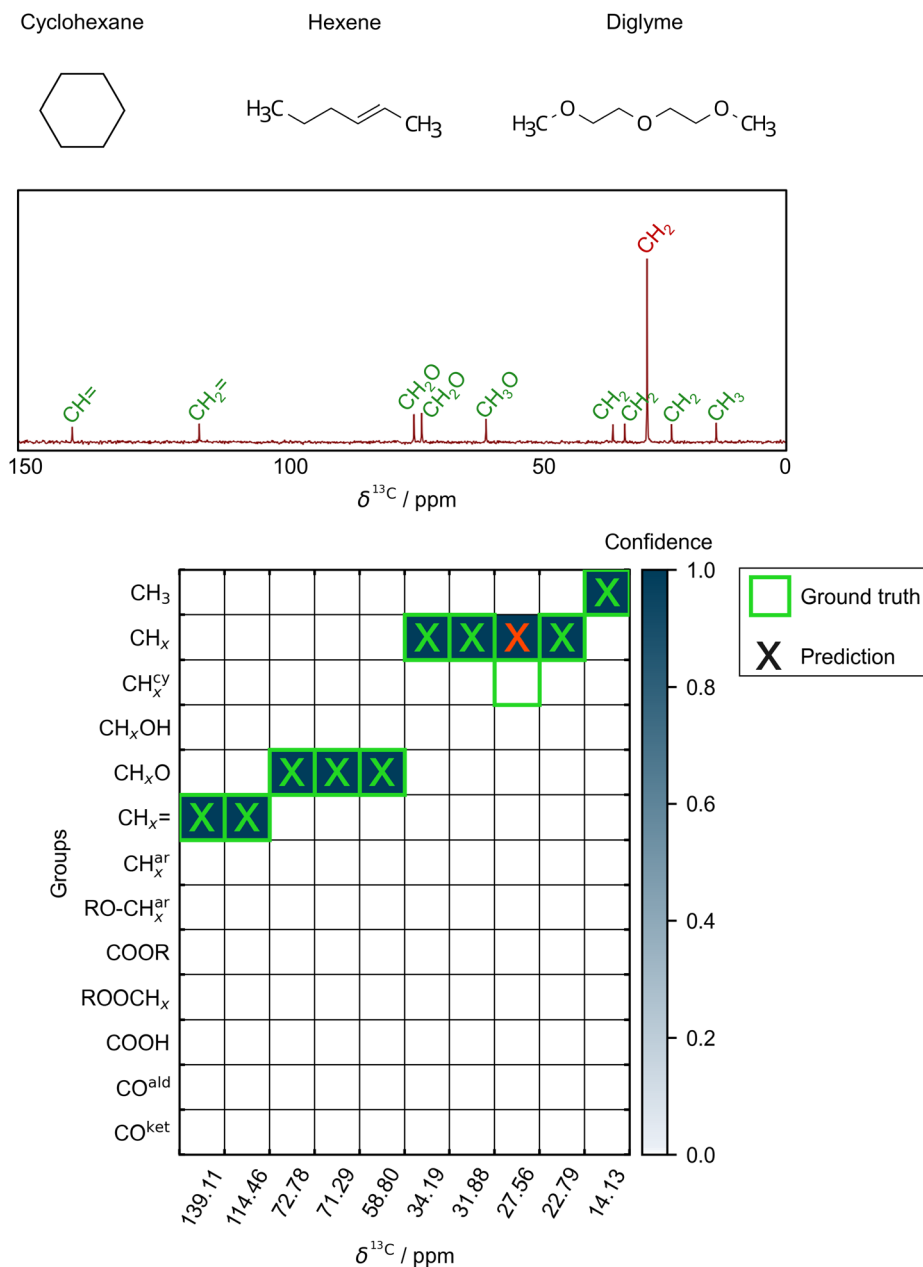 Cyclohexane Hexene Diglyme
H₃C CH₃ H₃C O O O CH₃
CH₂
CH= CH₂= CH₂O CH₂O CH₃O CH₂ CH₂ CH₂ CH₃
150 100 50 0
δ ¹³C / ppm
Confidence
CH₃
CHₓ
CHₓᶜʸ
CHₓOH
CHₓO
CHₓ=
CHₓᵃʳ
RO-CHₓᵃʳ
COOR
ROOCHₓ
COOH
COᵃˡᵈ
COᵏᵉᵗ
Groups
X X X X X
X X X
X X
1.0
0.8
0.6
0.4
0.2
0.0
Ground truth
X Prediction
139.11 114.46 72.78 71.29 58.80 34.19 31.88 27.56 22.79 14.13
δ ¹³C / ppm